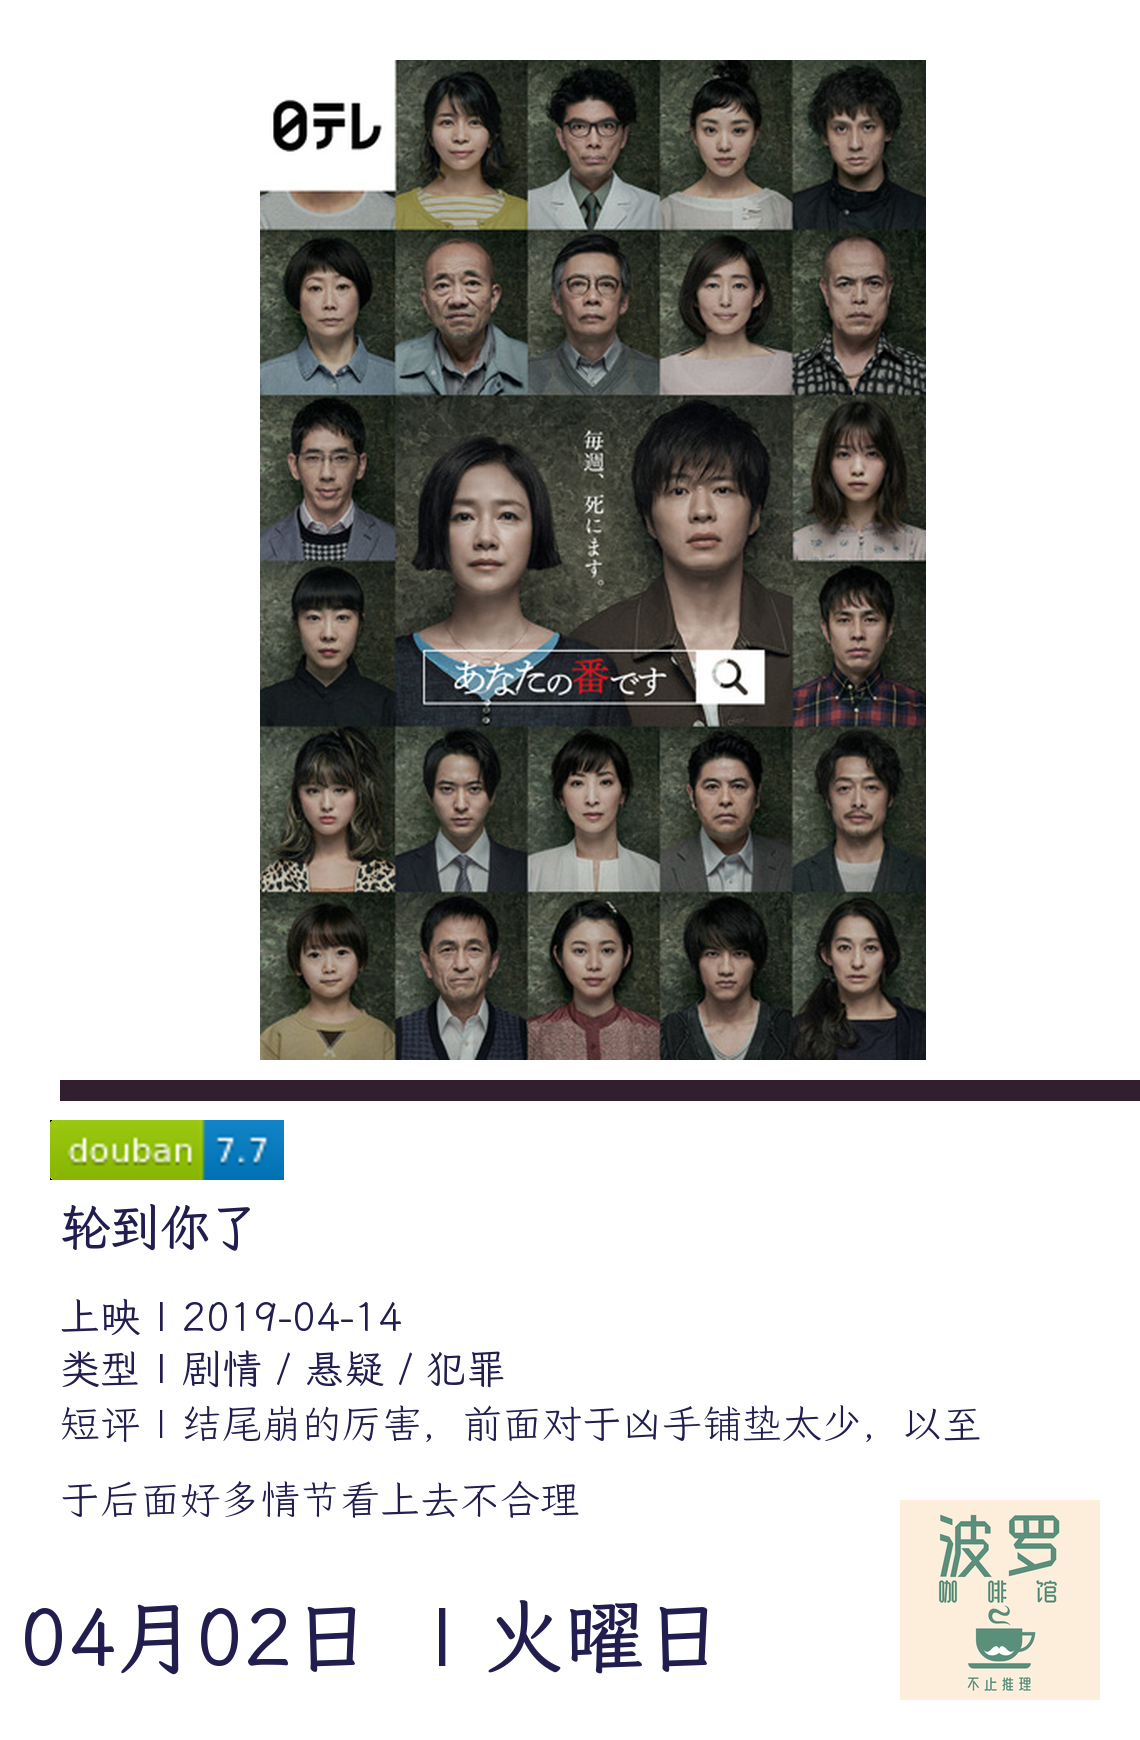 日テレ
毎週、死にます。
あなたの番です
douban 7.7
轮到你了
上映 | 2019-04-14
类型 | 剧情 / 悬疑 / 犯罪
短评 | 结尾崩的厉害，前面对于凶手铺垫太少，以至
于后面好多情节看上去不合理
04月02日 | 火曜日
波罗
咖啡馆
不止推理